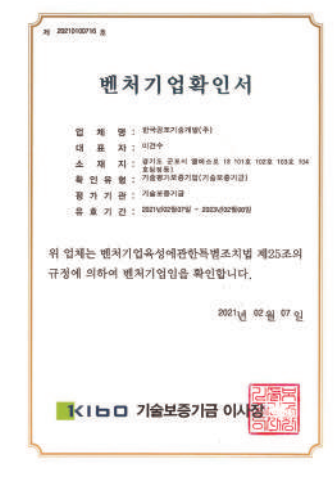 제 20210100716 호
벤처기업확인서
업 체 명 : 한국콘크기술개발(주)
대 표 자 : 이건수
소 재 지 : 경기도 군포시 엘에스로 18 101호 102호 103호 104
호
확 인 유 형 : 기술평가보증기업(기술보증기금)
평 가 기 관 : 기술보증기금
유 효 기 간 : 2021년02월07일 ~ 2023년02월06일
위 업체는 벤처기업육성에관한특별조치법 제25조의
규정에 의하여 벤처기업임을 확인합니다.
2021년 02월 07일
KIBO 기술보증기금 이사장